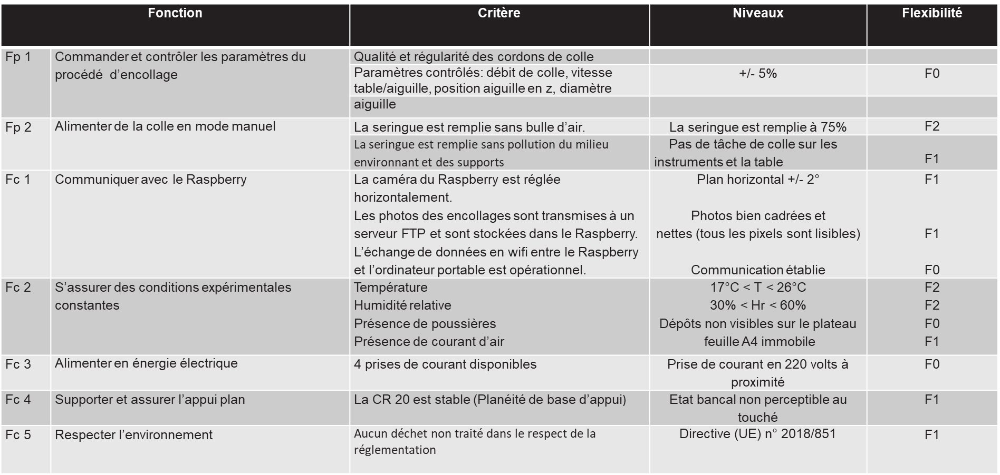 Fonction Critère Niveaux Flexibilité
Fp 1 Commander et contrôler les paramètres du procédé d'encollage
Qualité et régularité des cordons de colle
Paramètres contrôlés: débit de colle, vitesse
table/aiguille, position aiguille en z, diamètre
aiguille
+/- 5% F0
Fp 2 Alimenter de la colle en mode manuel
La seringue est remplie sans bulle d'air. La seringue est remplie à 75% F2
La seringue est remplie sans pollution du milieu
environnant et des supports
Pas de tâche de colle sur les
instruments et la table F1
Fc 1 Communiquer avec le Raspberry
La caméra du Raspberry est réglée
horizontalement.
Plan horizontal +/- 2° F1
Les photos des encollages sont transmises à un
serveur FTP et sont stockées dans le Raspberry.
Photos bien cadrées et
nettes (tous les pixels sont lisibles) F1
L'échange de données en wifi entre le Raspberry
et l'ordinateur portable est opérationnel.
Communication établie F0
Fc 2 S'assurer des conditions expérimentales
constantes
Température 17°C < T < 26°C F2
Humidité relative 30% < Hr < 60% F2
Présence de poussières Dépôts non visibles sur le plateau F0
Présence de courant d'air feuille A4 immobile F1
Fc 3 Alimenter en énergie électrique
4 prises de courant disponibles
Prise de courant en 220 volts à
proximité
F0
Fc 4 Supporter et assurer l'appui plan
La CR 20 est stable (Planéité de base d'appui)
Etat bancal non perceptible au
touché
F1
Fc 5 Respecter l'environnement
Aucun déchet non traité dans le respect de la
réglementation
Directive (UE) n° 2018/851 F1